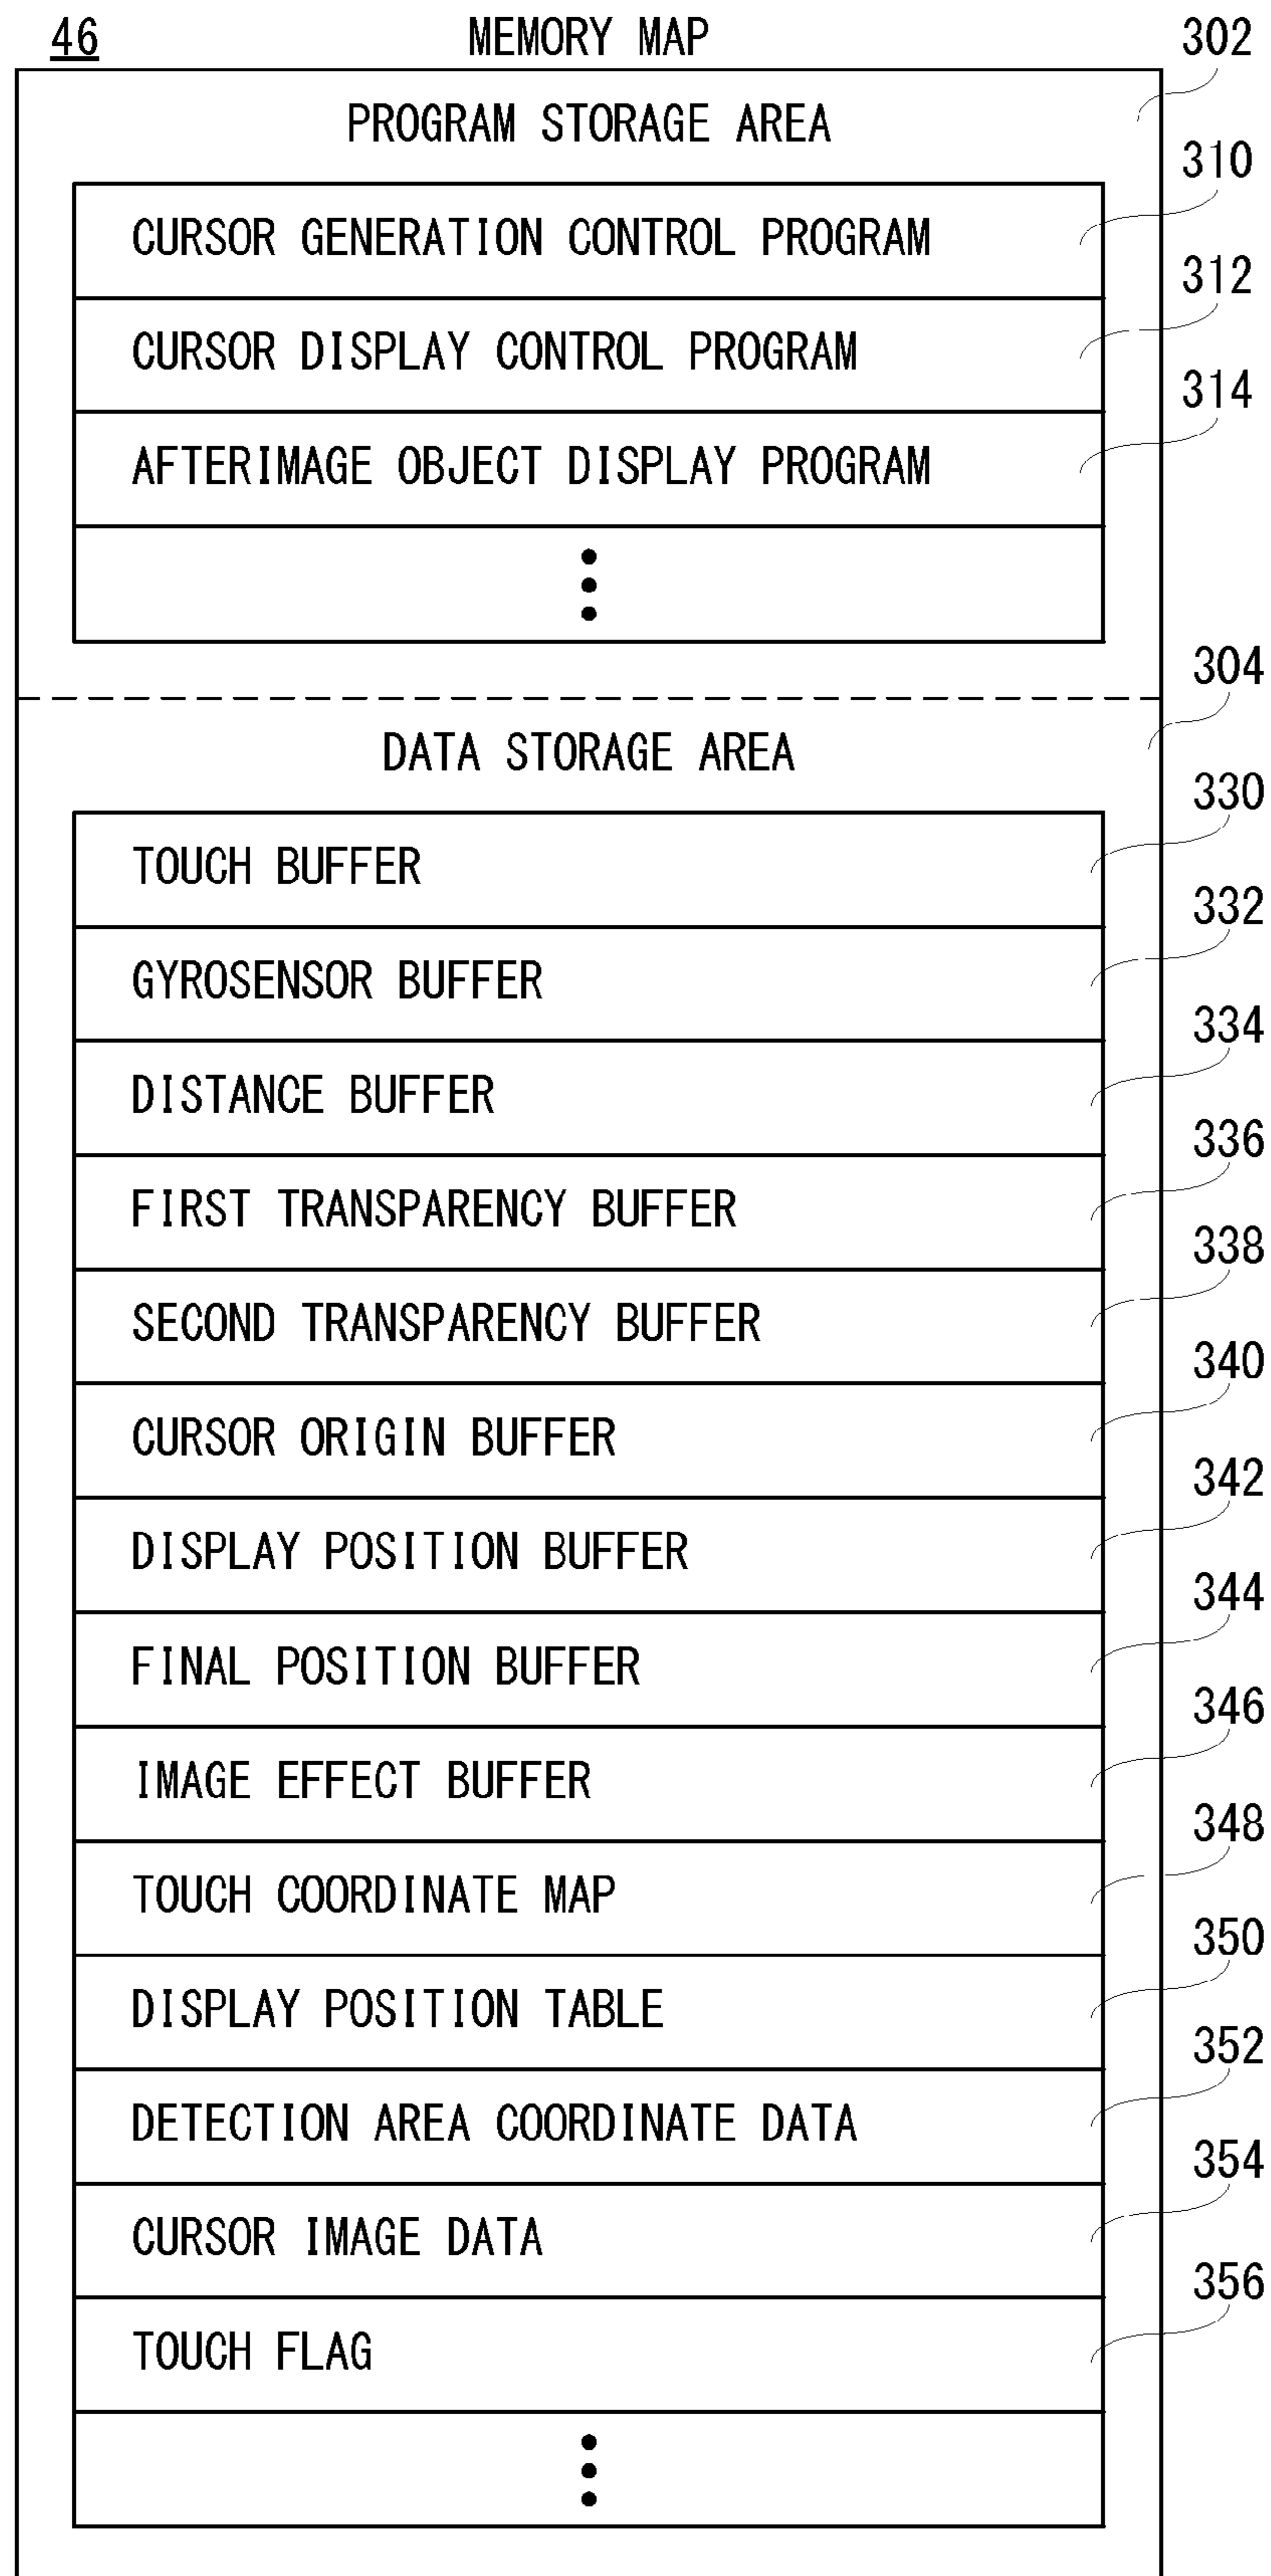 46 MEMORY MAP 302
PROGRAM STORAGE AREA
310
CURSOR GENERATION CONTROL PROGRAM
312
CURSOR DISPLAY CONTROL PROGRAM
314
AFTERIMAGE OBJECT DISPLAY PROGRAM
304
DATA STORAGE AREA
330
TOUCH BUFFER
332
GYROSENSOR BUFFER
334
DISTANCE BUFFER
336
FIRST TRANSPARENCY BUFFER
338
SECOND TRANSPARENCY BUFFER
340
CURSOR ORIGIN BUFFER
342
DISPLAY POSITION BUFFER
344
FINAL POSITION BUFFER
346
IMAGE EFFECT BUFFER
348
TOUCH COORDINATE MAP
350
DISPLAY POSITION TABLE
352
DETECTION AREA COORDINATE DATA
354
CURSOR IMAGE DATA
356
TOUCH FLAG